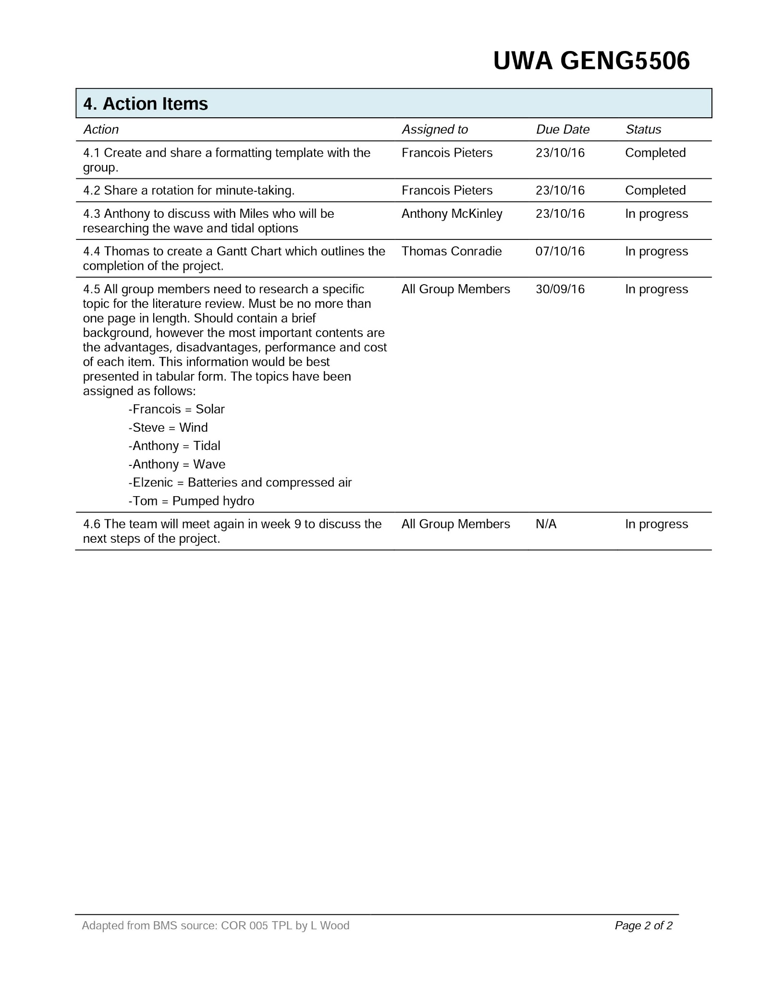 UWA GENG5506
4. Action Items
Action Assigned to Due Date Status
4.1 Create and share a formatting template with the Francois Pieters 23/10/16 Completed
group.
4.2 Share a rotation for minute-taking. Francois Pieters 23/10/16 Completed
4.3 Anthony to discuss with Miles who will be Anthony McKinley 23/10/16 In progress
researching the wave and tidal options
4.4 Thomas to create a Gantt Chart which outlines the Thomas Conradie 07/10/16 In progress
completion of the project.
4.5 All group members need to research a specific All Group Members 30/09/16 In progress
topic for the literature review. Must be no more than
one page in length. Should contain a brief
background, however the most important contents are
the advantages, disadvantages, performance and cost
of each item. This information would be best
presented in tabular form. The topics have been
assigned as follows:
-Francois = Solar
-Steve = Wind
-Anthony = Tidal
-Anthony = Wave
-Elzenic = Batteries and compressed air
-Tom = Pumped hydro
4.6 The team will meet again in week 9 to discuss the All Group Members N/A In progress
next steps of the project.
Adapted from BMS source: COR 005 TPL by L Wood Page 2 of 2